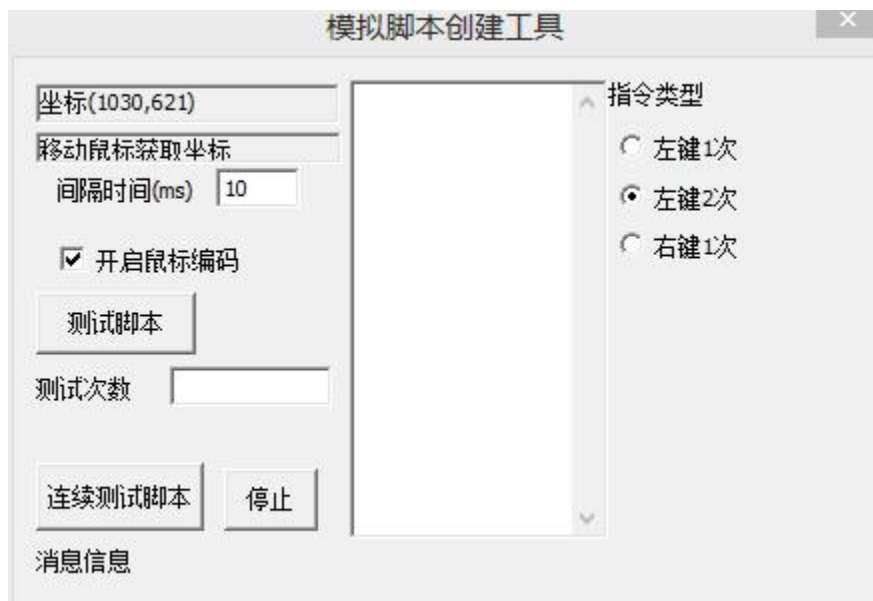 模拟脚本创建工具
坐标(1030,621)
移动鼠标获取坐标
间隔时间(ms) 10
开启鼠标编码
测试脚本
测试次数
连续测试脚本 停止
消息信息
指令类型
左键1次
左键2次
右键1次